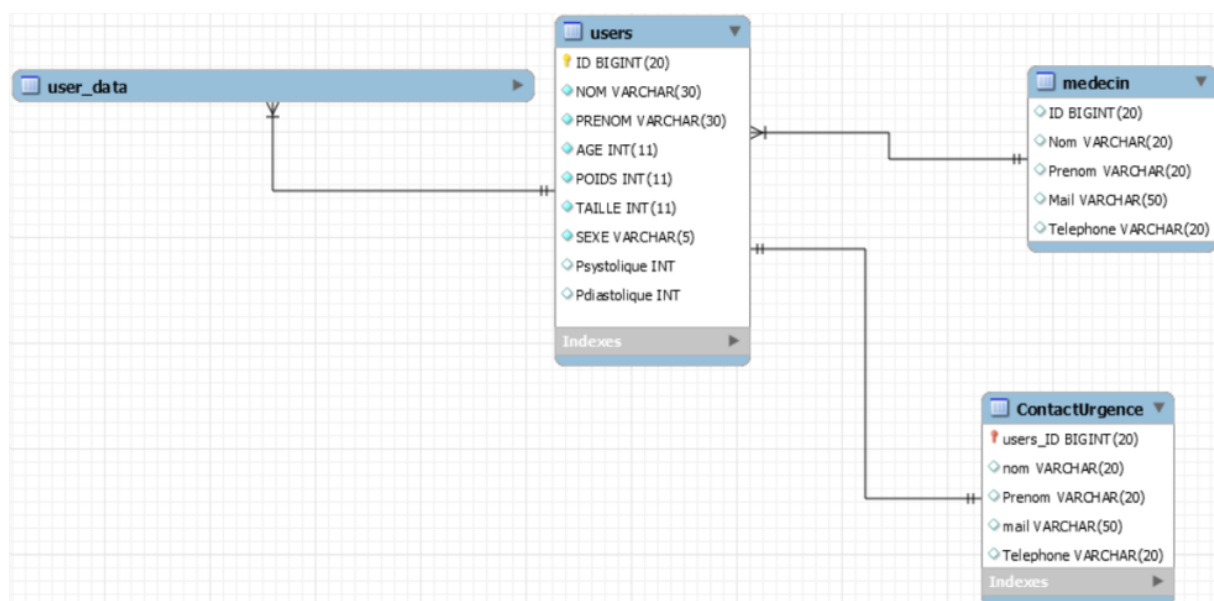 user_data
users
ID BIGINT(20)
NOM VARCHAR(30)
PRENOM VARCHAR(30)
AGE INT(11)
POIDS INT(11)
TAILLE INT(11)
SEXE VARCHAR(5)
Psystolique INT
Pdiastolique INT
Indexes
medecin
ID BIGINT(20)
Nom VARCHAR(20)
Prenom VARCHAR(20)
Mail VARCHAR(50)
Telephone VARCHAR(20)
ContactUrgence
users_ID BIGINT(20)
nom VARCHAR(20)
Prenom VARCHAR(20)
mail VARCHAR(50)
Telephone VARCHAR(20)
Indexes